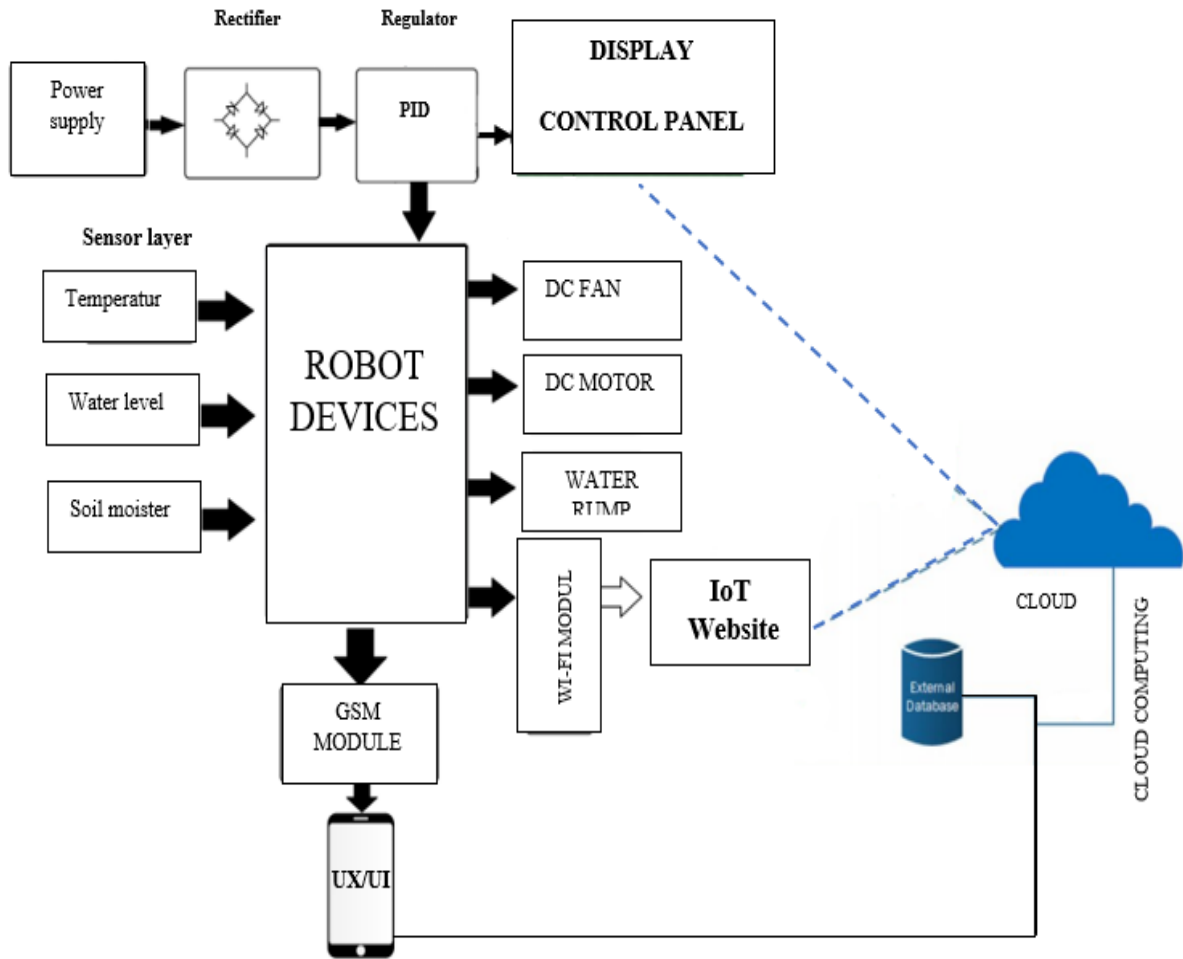 Rectifier
Regulator
Power
supply
PID
DISPLAY
CONTROL PANEL
Sensor layer
Temperatur
Water level
Soil moister
ROBOT
DEVICES
DC FAN
DC MOTOR
WATER
RUMP
WI-FI MODUL
IoT
Website
CLOUD
CLOUD COMPUTING
External
Database
GSM
MODULE
UX/UI